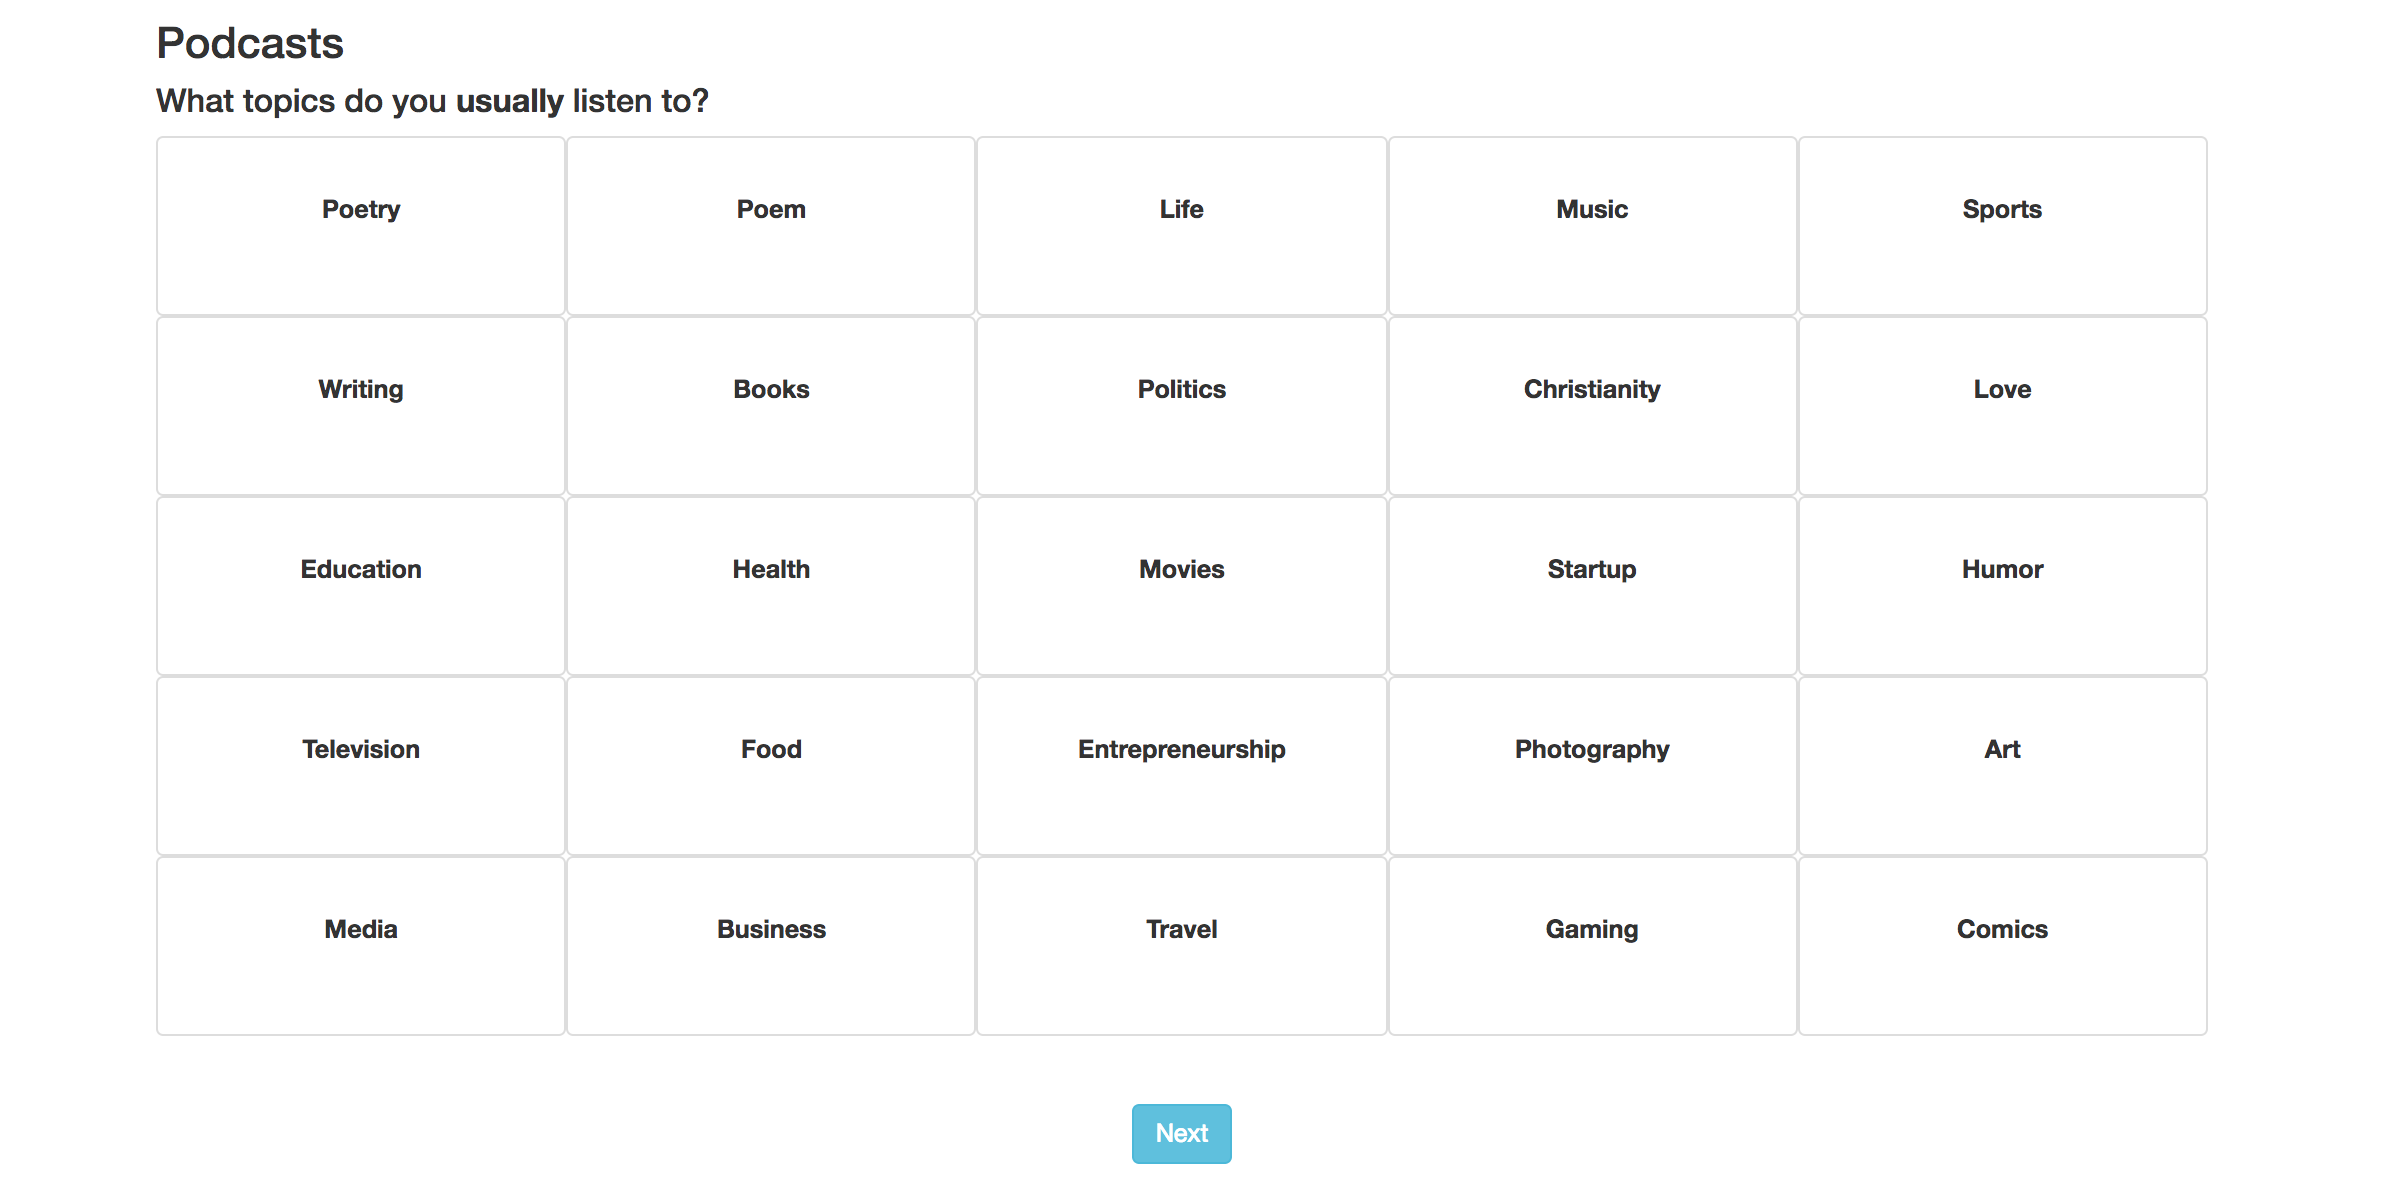 Podcasts
What topics do you usually listen to?
Poetry Poem Life Music Sports
Writing Books Politics Christianity Love
Education Health Movies Startup Humor
Television Food Entrepreneurship Photography Art
Media Business Travel Gaming Comics
Next